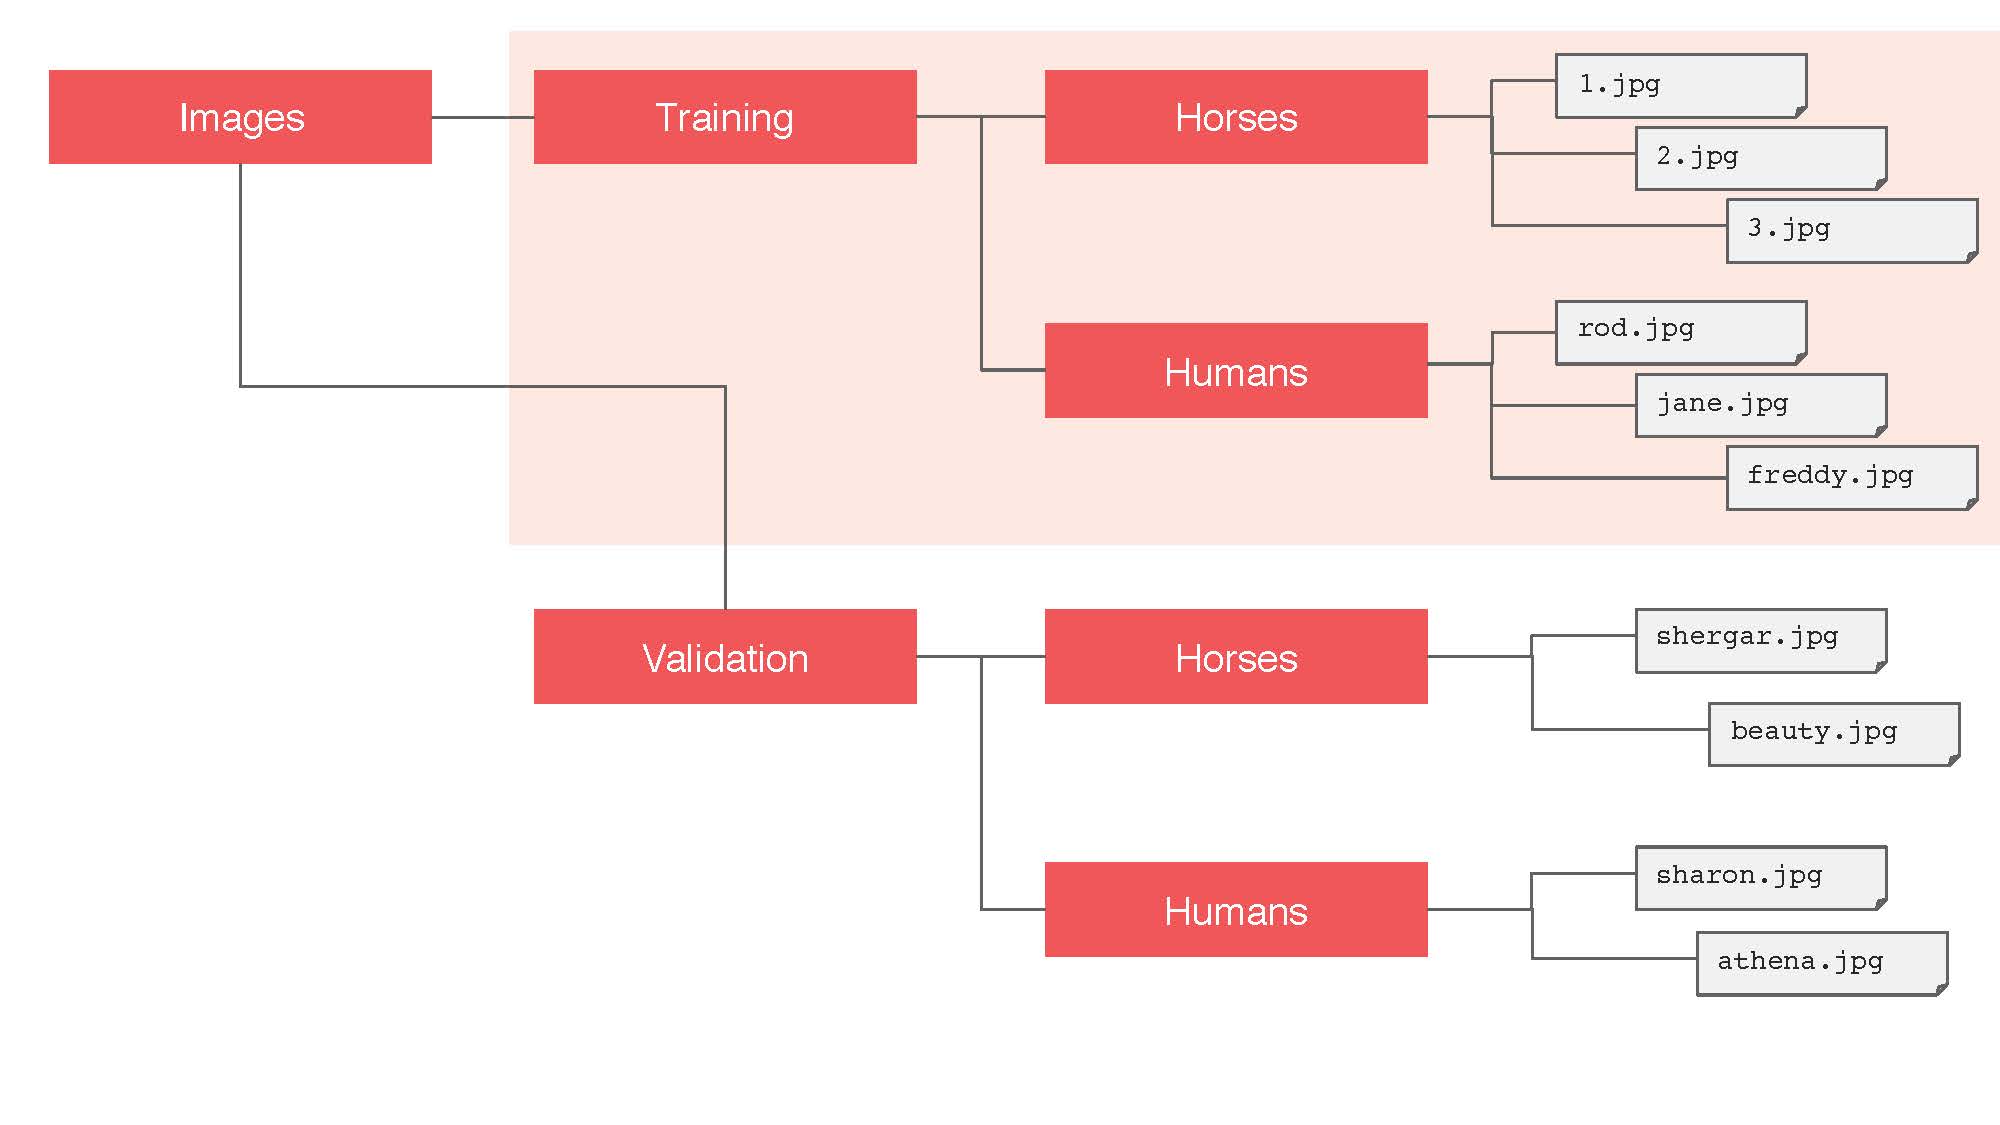 Images
Training
Horses
1.jpg
2.jpg
3.jpg
Humans
rod.jpg
jane.jpg
freddy.jpg
Validation
Horses
shergar.jpg
beauty.jpg
Humans
sharon.jpg
athena.jpg